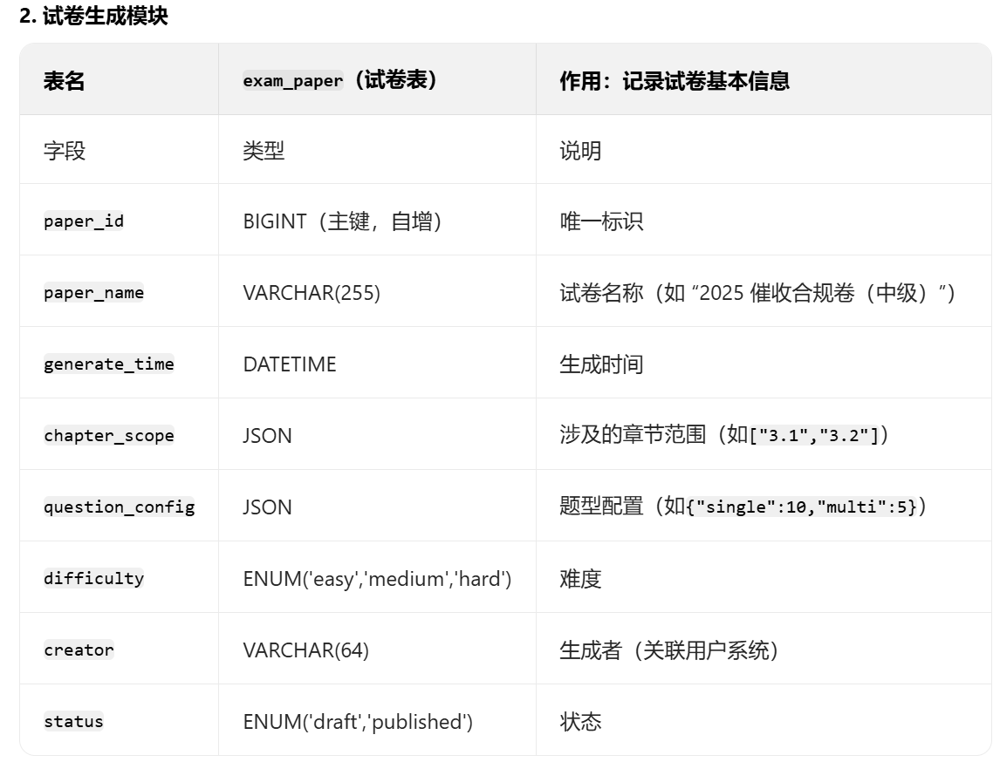 2. 试卷生成模块
表名 exam_paper（试卷表） 作用：记录试卷基本信息
字段 类型 说明
paper_id BIGINT（主键，自增） 唯一标识
paper_name VARCHAR(255) 试卷名称（如 “2025 催收合规卷（中级）”）
generate_time DATETIME 生成时间
chapter_scope JSON 涉及的章节范围（如["3.1","3.2"]）
question_config JSON 题型配置（如{"single":10,"multi":5}）
difficulty ENUM('easy','medium','hard') 难度
creator VARCHAR(64) 生成者（关联用户系统）
status ENUM('draft','published') 状态